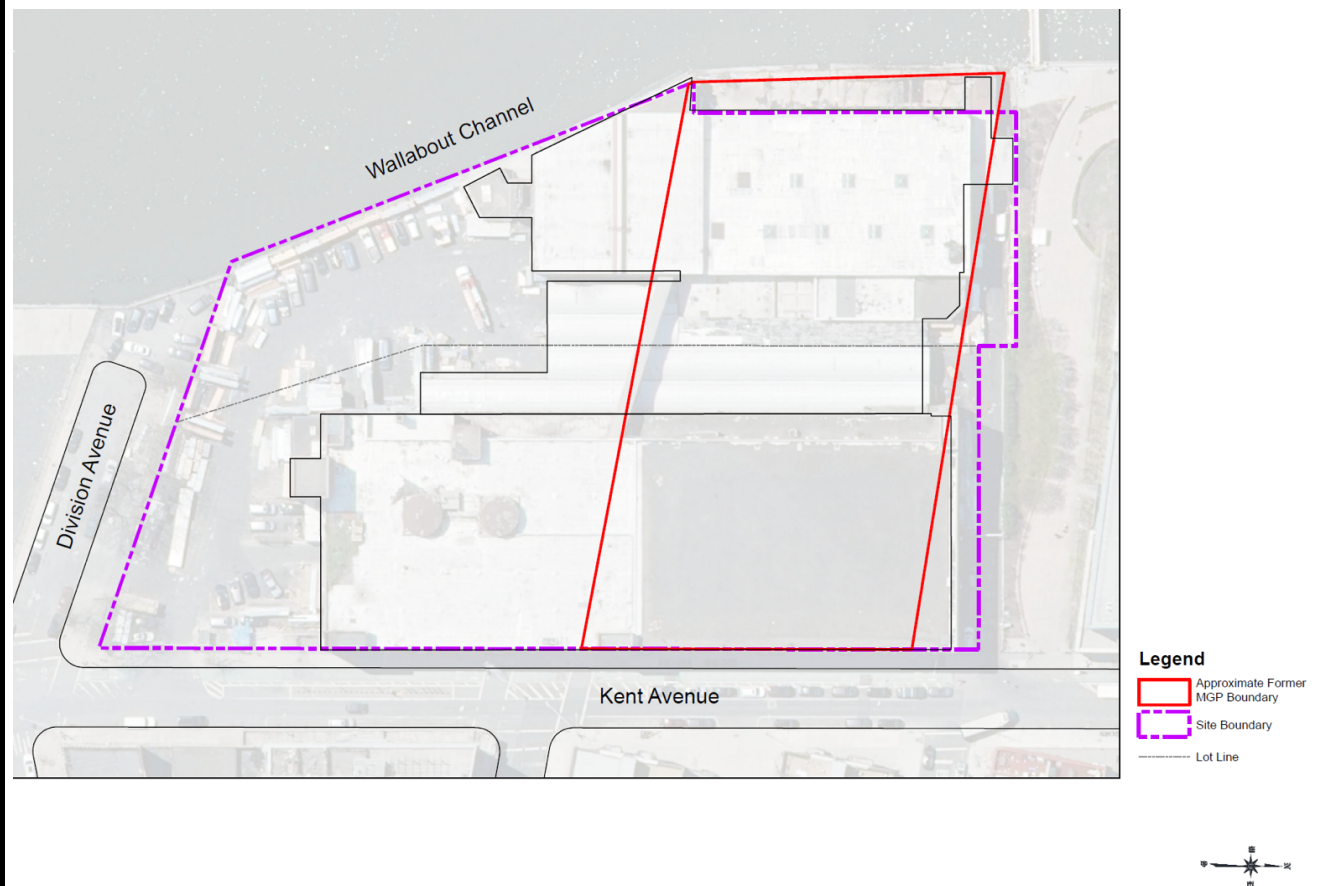 Wallabout Channel
Division Avenue
Kent Avenue
Legend
Approximate Former
MGP Boundary
Site Boundary
Lot Line